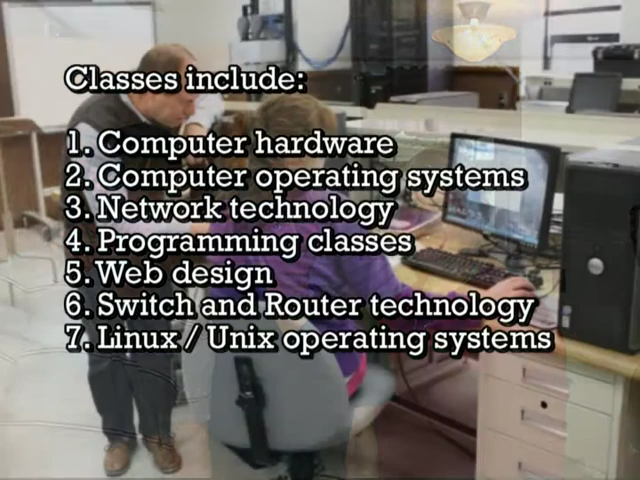 Classes include:
1. Computer hardware
2. Computer operating systems
3. Network technology
4. Programming classes
5. Web design
6. Switch and Router technology
7. Linux / Unix operating systems